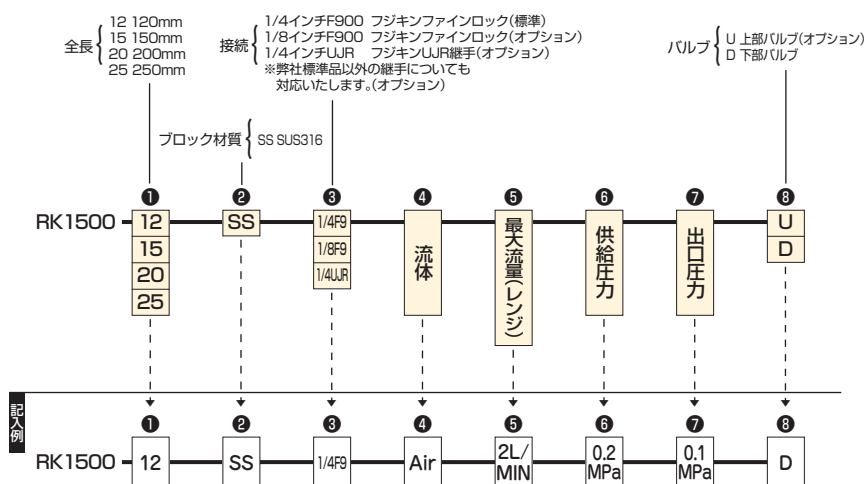 全長
12 120mm
15 150mm
20 200mm
25 250mm
接続
1/4インチF900 フジキンファインロック(標準)
1/8インチF900 フジキンファインロック(オプション)
1/4インチUJR フジキンUJR継手(オプション)
※弊社標準品以外の継手についても
対応いたします。(オプション)
バルブ
U 上部バルブ(オプション)
D 下部バルブ
ブロック材質 SS SUS316
❶ ❷ ❸ ❹ ❺ ❻ ❼ ❽
RK1500 12 SS 1/4F9 流体 最大流量(レンジ) 供給圧力 出口圧力 U
15 1/8F9 D
20 1/4UJR
25
記入例
❶ ❷ ❸ ❹ ❺ ❻ ❼ ❽
RK1500 12 SS 1/4F9 Air 2L/MIN 0.2MPa 0.1MPa D